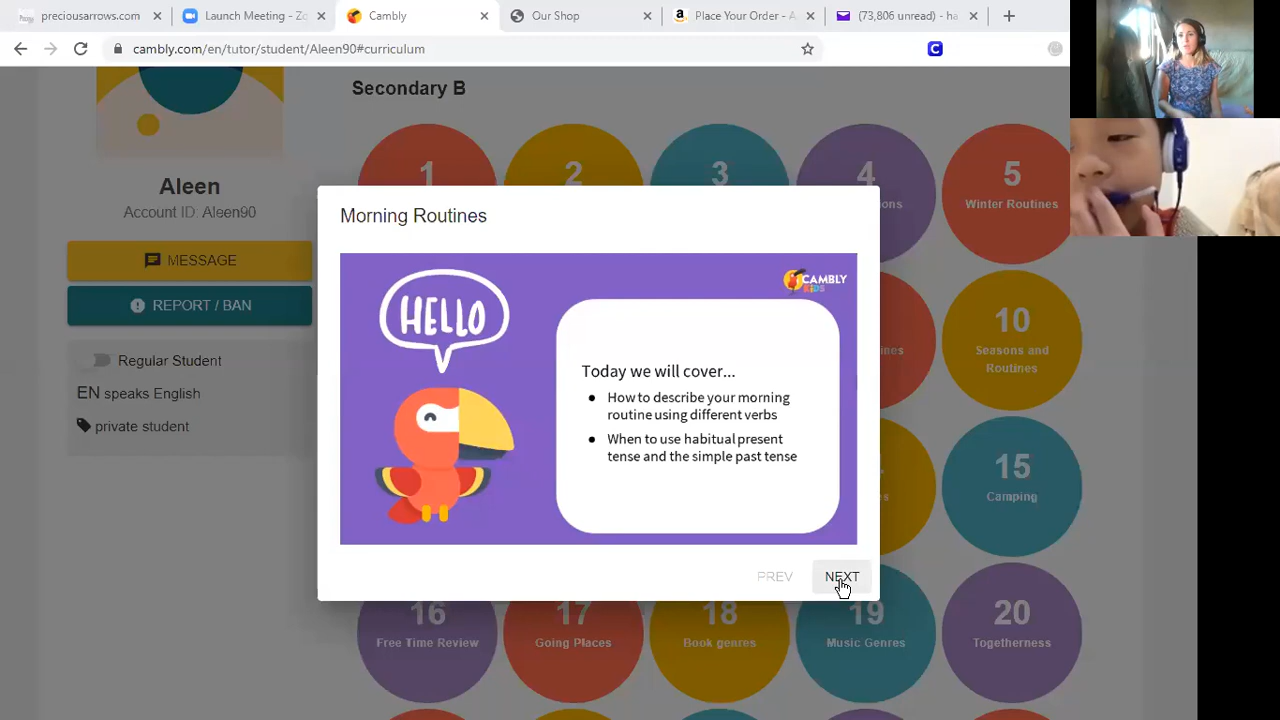 preciousarrows.com
Launch Meeting - Zo
Cambly
Our Shop
Place Your Order - A
(73,806 unread) - ha
cambly.com/en/tutor/student/Aleen90#curriculum
Secondary B
Aleen
Account ID: Aleen90
MESSAGE
REPORT / BAN
Regular Student
EN speaks English
private student
1
2
3
4
5
Winter Routines
10
Seasons and
Routines
15
Camping
16
Free Time Review
17
Going Places
18
Book genres
19
Music Genres
20
Togetherness
Morning Routines
HELLO
CAMBLY
KIDS
Today we will cover...
● How to describe your morning
routine using different verbs
● When to use habitual present
tense and the simple past tense
PREV
NEXT